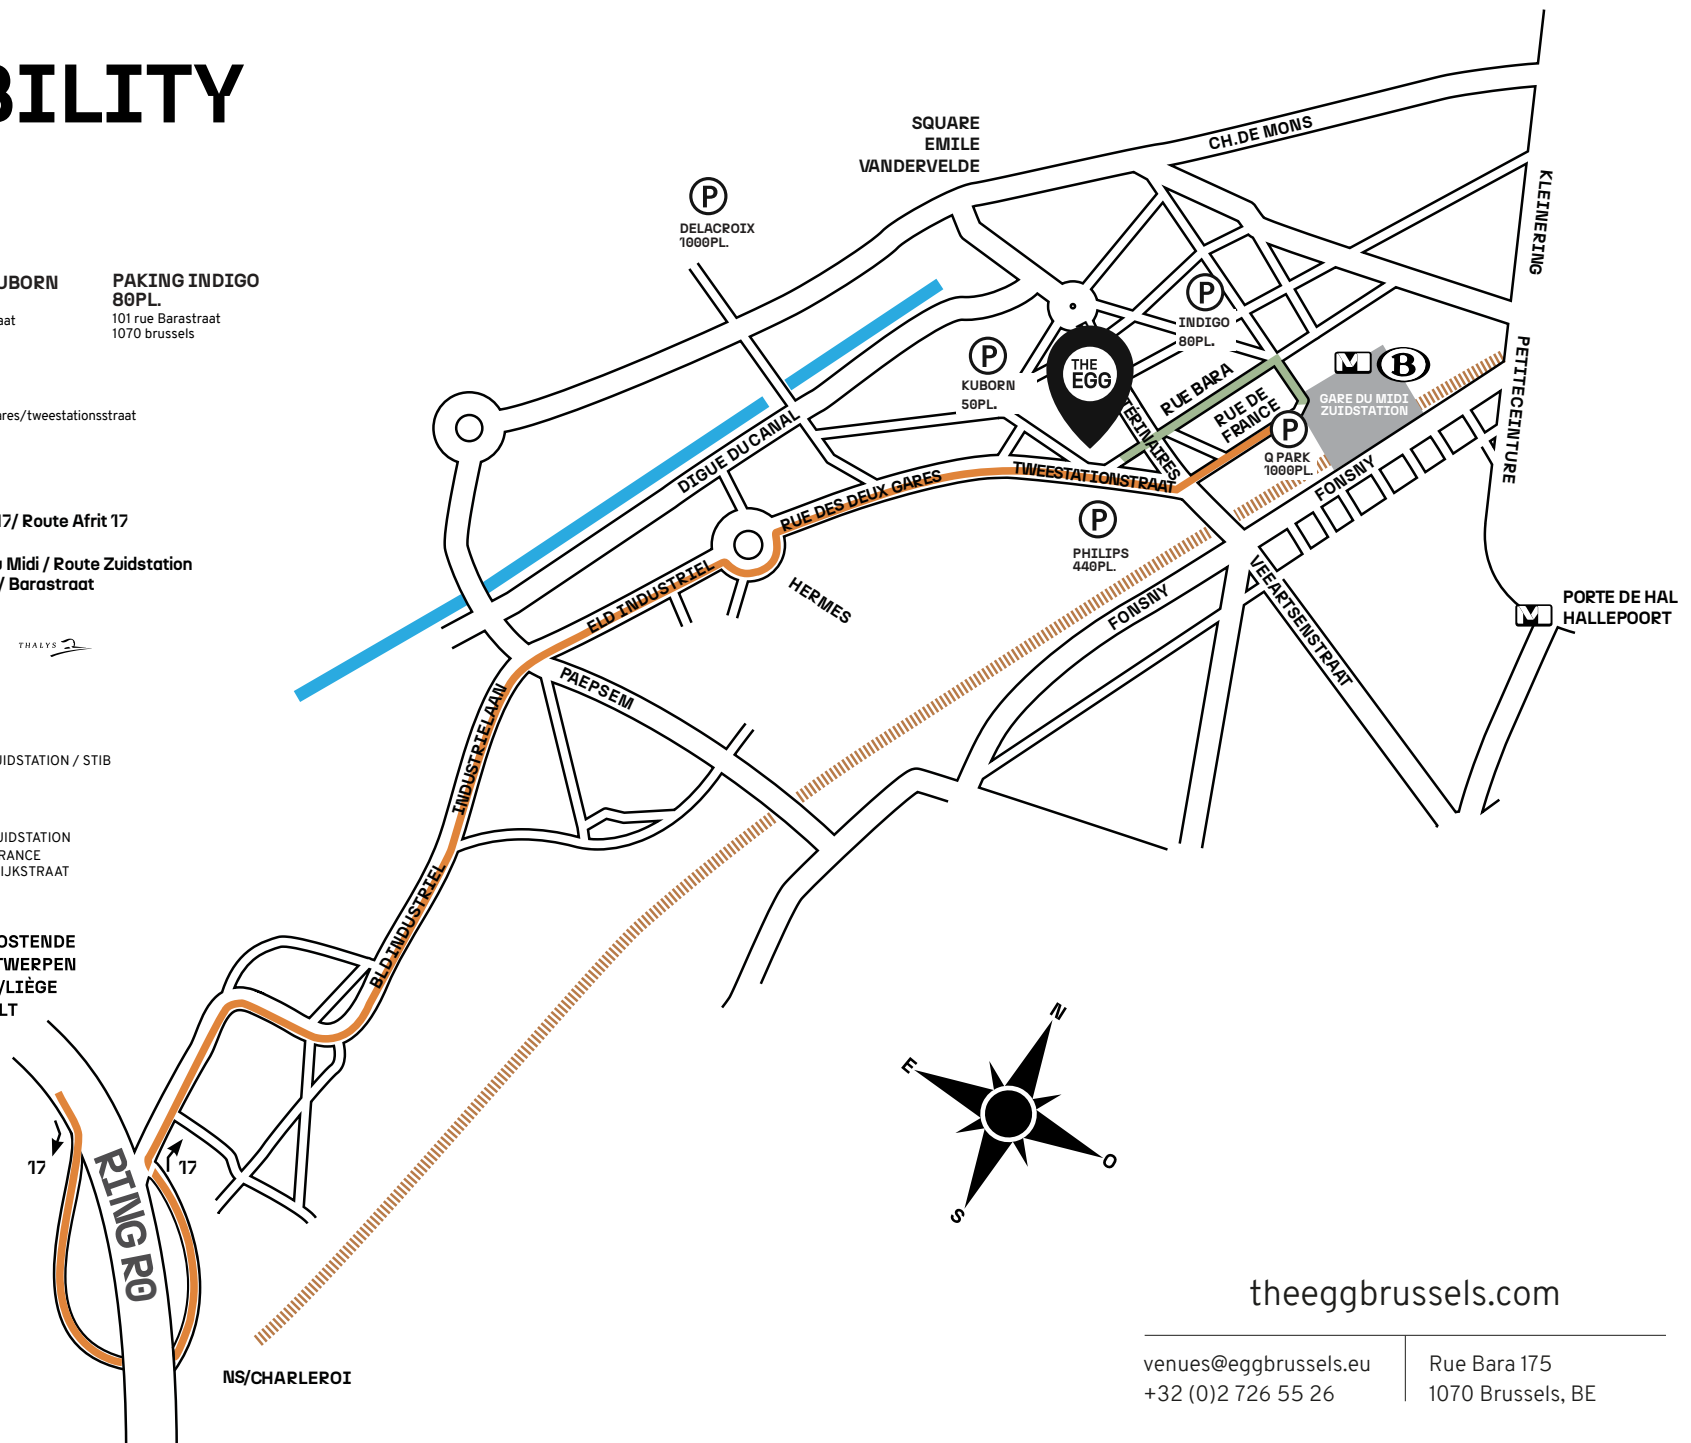 BILITY
UBORN
aat
PAKING INDIGO
80PL.
101 rue Barastraat
1070 brussels
ares/tweestationsstraat
17/ Route Afrit 17
u Midi / Route Zuidstation
/ Barastraat
THALYS
UIDSTATION / STIB
UIDSTATION
RANCE
IJKSTRAAT
OSTENDE
TWERPEN
/LIÈGE
LT
17
17
RING R0
NS/CHARLEROI
BLD INDUSTRIEL
INDUSTRIELAAN
ELD INDUSTRIEL
PAEPSEM
HERMES
DIGUE DU CANAL
RUE DES DEUX GARES
TWEESTATIONSTRAAT
P
DELACROIX
1000PL.
SQUARE
EMILE
VANDERVELDE
CH.DE MONS
KLEINERING
P
INDIGO
80PL.
P
KUBORN
50PL.
THE
EGG
TÉRINAIRES
RUE BARA
RUE DE
FRANCE
M
B
GARE DU MIDI
ZUIDSTATION
P
Q PARK
1000PL.
PETITECEINTURE
FONSNY
P
PHILIPS
440PL.
FONSNY
VEEARTSENSTRAAT
M
PORTE DE HAL
HALLEPOORT
N
E
O
S
theeggbrussels.com
venues@eggbrussels.eu
+32 (0)2 726 55 26
Rue Bara 175
1070 Brussels, BE